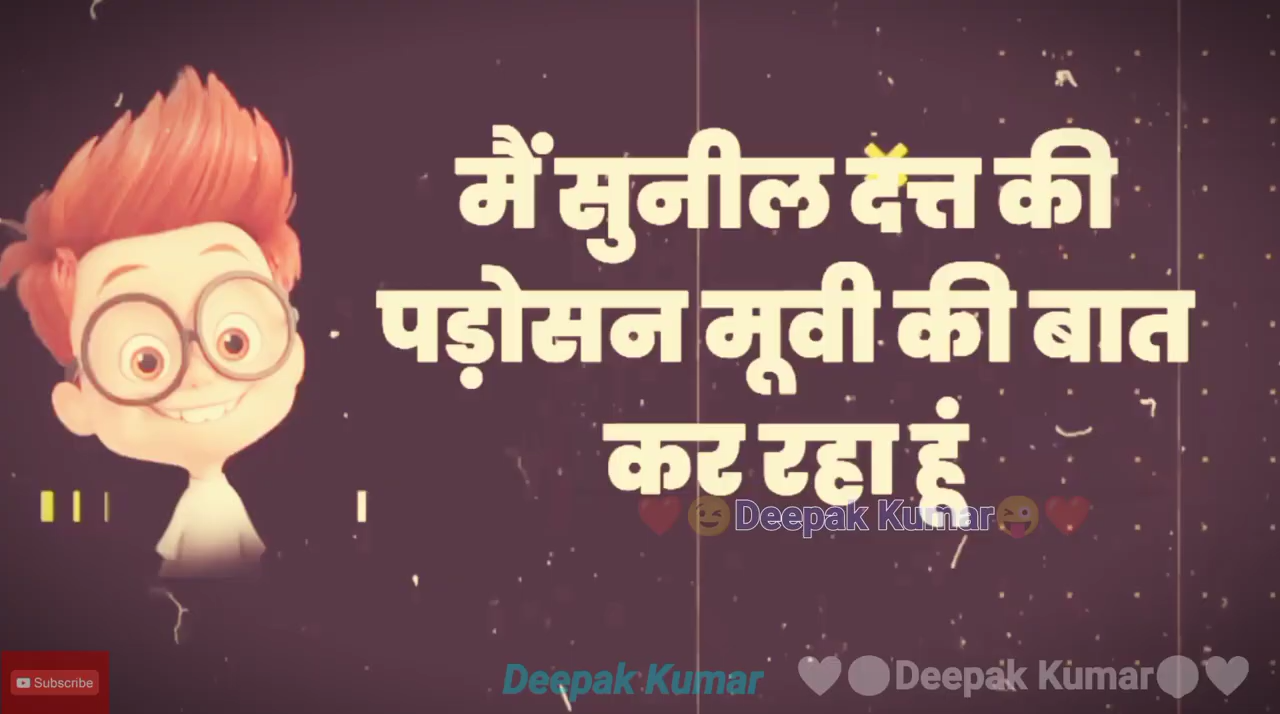 मैं सुनील दत्त की
पड़ोसन मूवी की बात
कर रहा हूं
❤️😉Deepak Kumar😜❤️
Deepak Kumar
🤍⚪Deepak Kumar⚪🤍
Subscribe